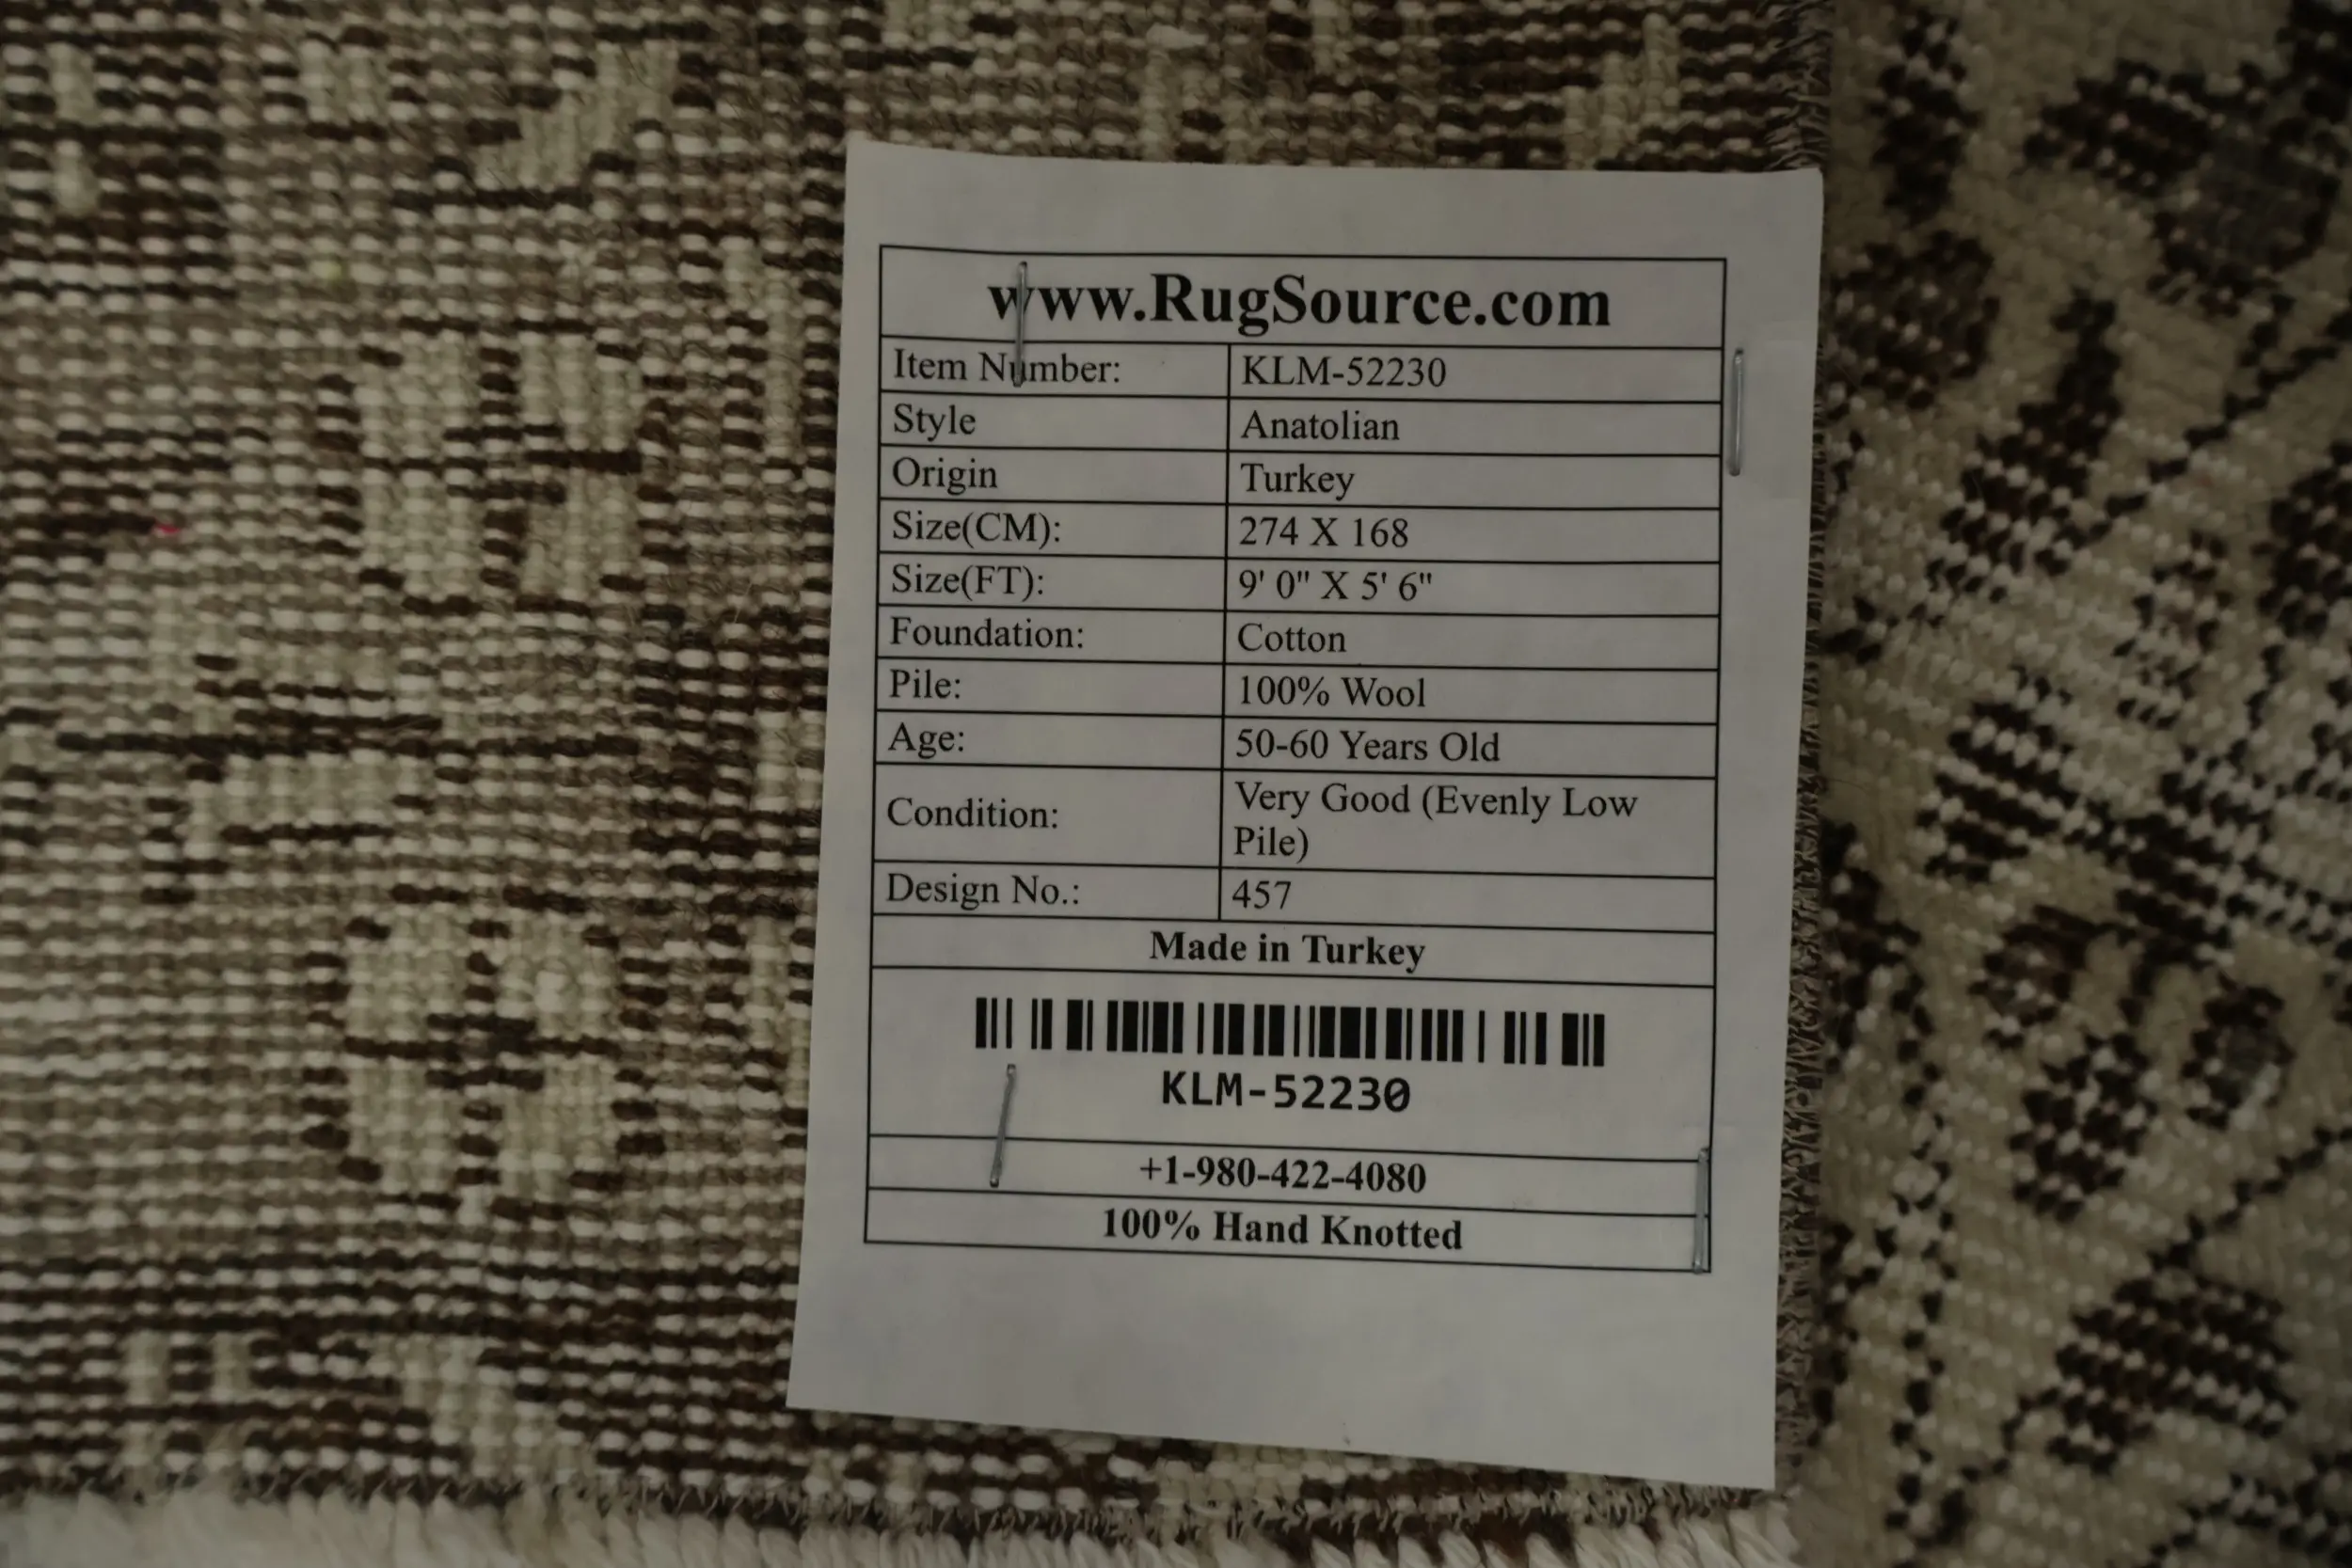 www.RugSource.com
Item Number: KLM-52230
Style Anatolian
Origin Turkey
Size(CM): 274 X 168
Size(FT): 9' 0" X 5' 6"
Foundation: Cotton
Pile: 100% Wool
Age: 50-60 Years Old
Condition: Very Good (Evenly Low
Pile)
Design No.: 457
Made in Turkey
KLM-52230
+1-980-422-4080
100% Hand Knotted